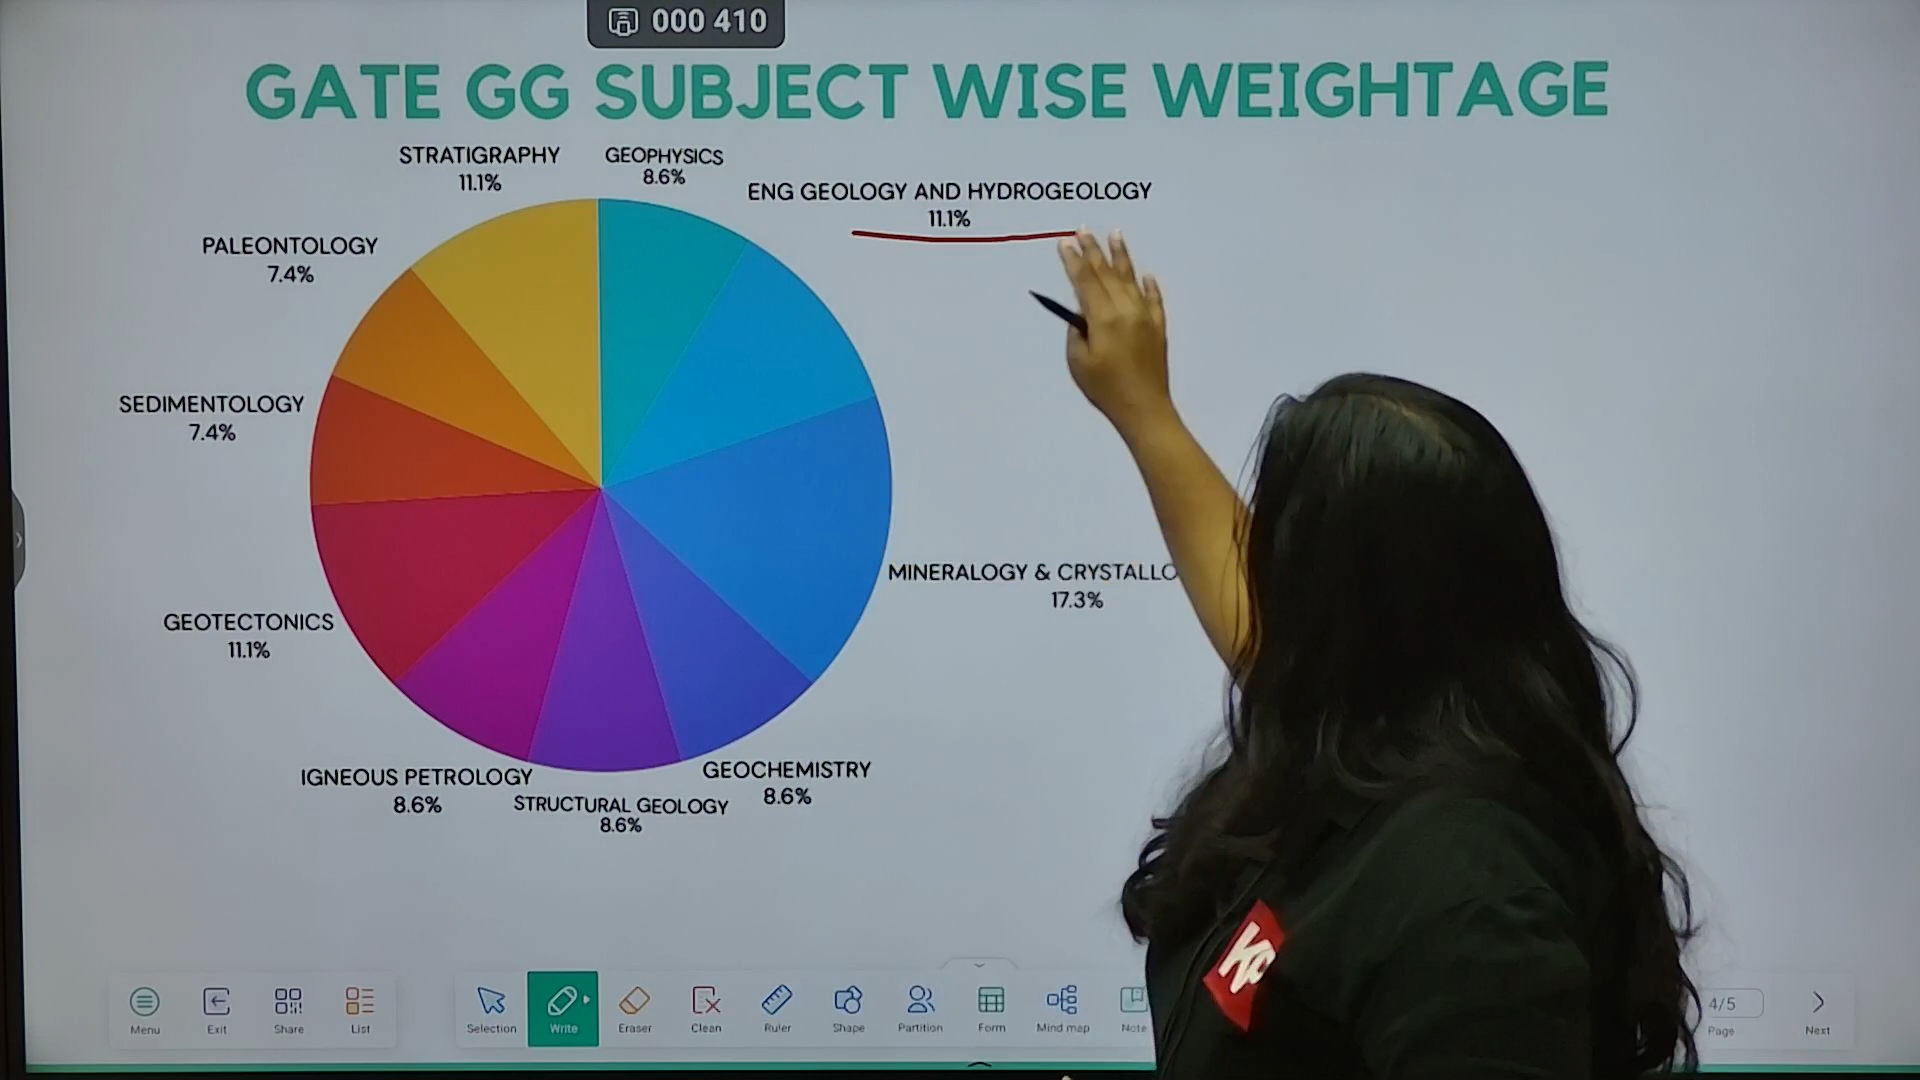 000 410
GATE GG SUBJECT WISE WEIGHTAGE
STRATIGRAPHY
11.1%
GEOPHYSICS
8.6%
ENG GEOLOGY AND HYDROGEOLOGY
11.1%
PALEONTOLOGY
7.4%
SEDIMENTOLOGY
7.4%
MINERALOGY & CRYSTALLO
17.3%
GEOTECTONICS
11.1%
IGNEOUS PETROLOGY
8.6%
STRUCTURAL GEOLOGY
8.6%
GEOCHEMISTRY
8.6%
Menu
Exit
Share
List
Selection
Write
Eraser
Clean
Ruler
Shape
Partition
Form
Mind map
Note
4/5
Page
Next